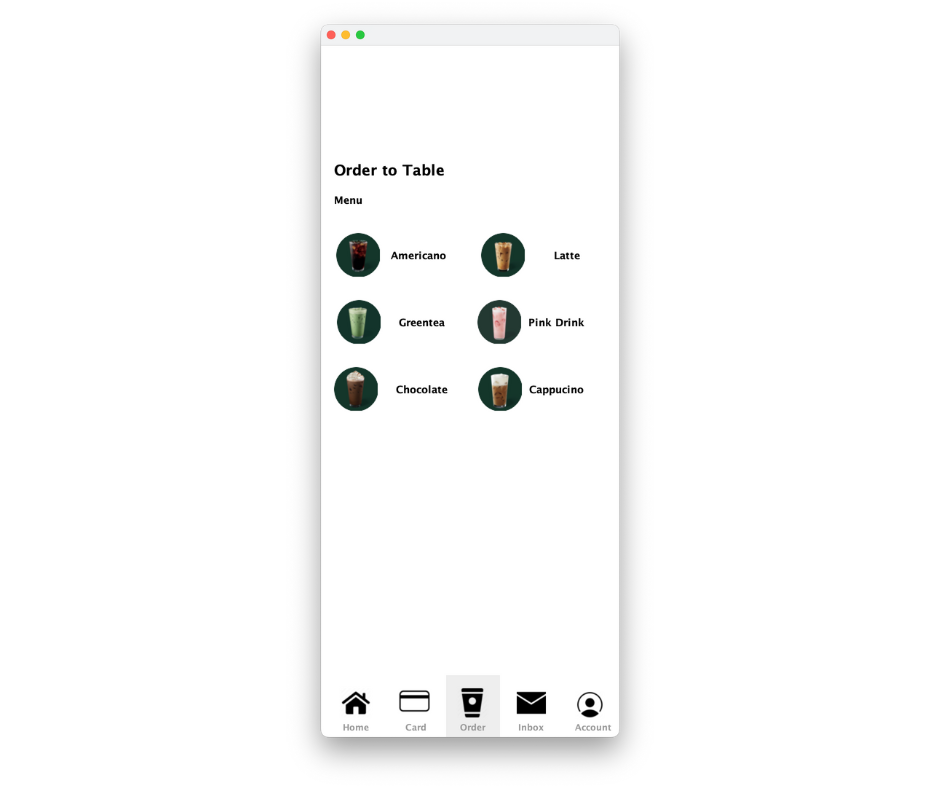 Order to Table
Menu
Americano Latte
Greentea Pink Drink
Chocolate Cappucino
Home Card Order Inbox Account